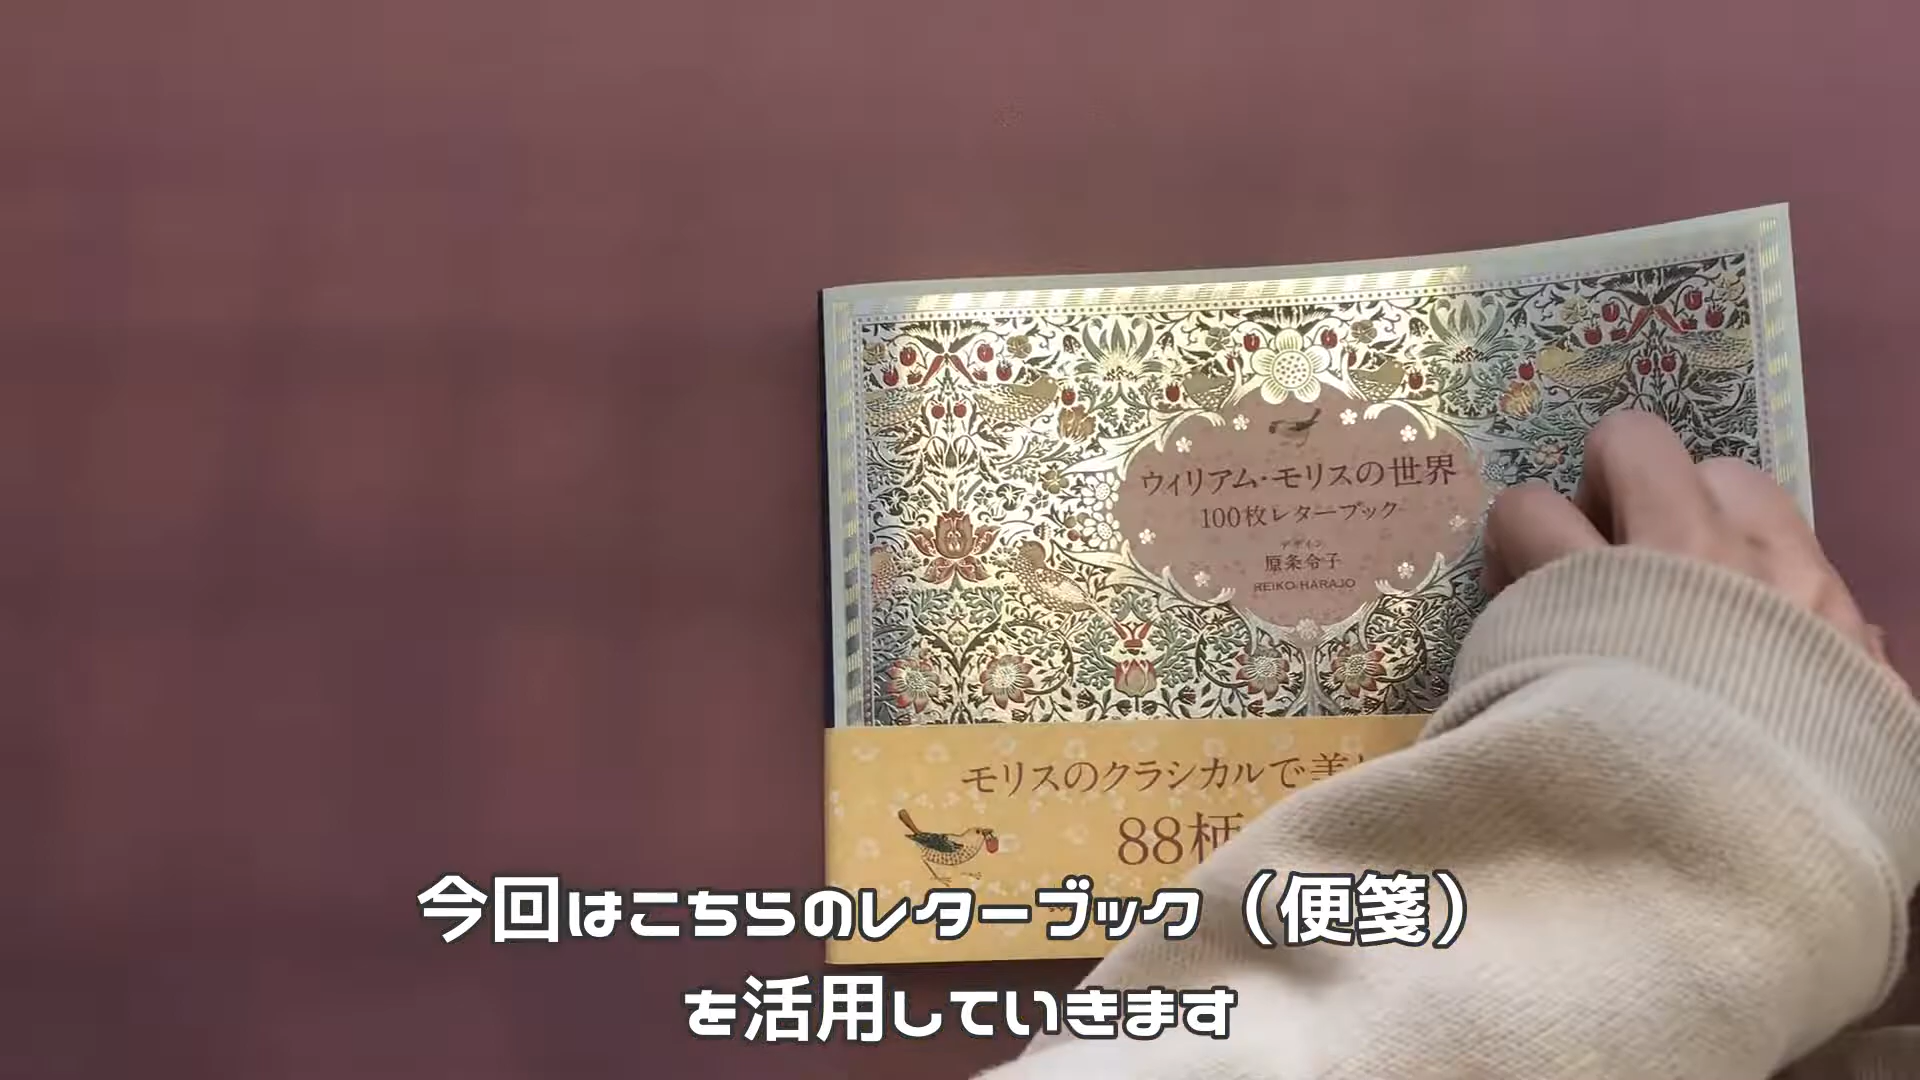 ウィリアム・モリスの世界
100枚レターブック
デザイン
原条令子
REIKO HARAJO
モリスのクラシカルで美し
88柄
今回はこちらのレターブック（便箋）
を活用していきます